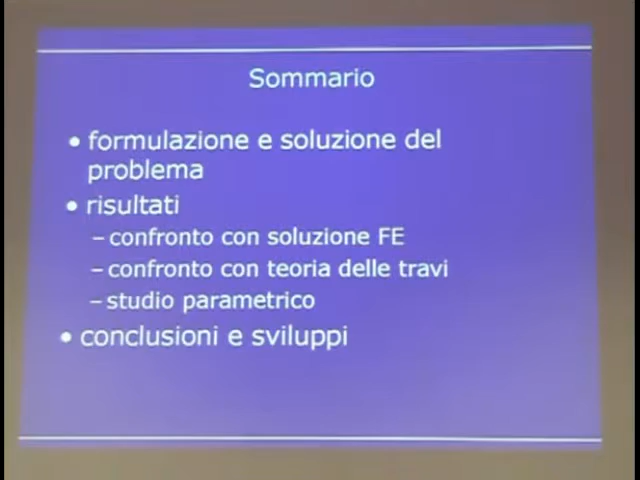 Sommario
• formulazione e soluzione del
problema
• risultati
– confronto con soluzione FE
– confronto con teoria delle travi
– studio parametrico
• conclusioni e sviluppi